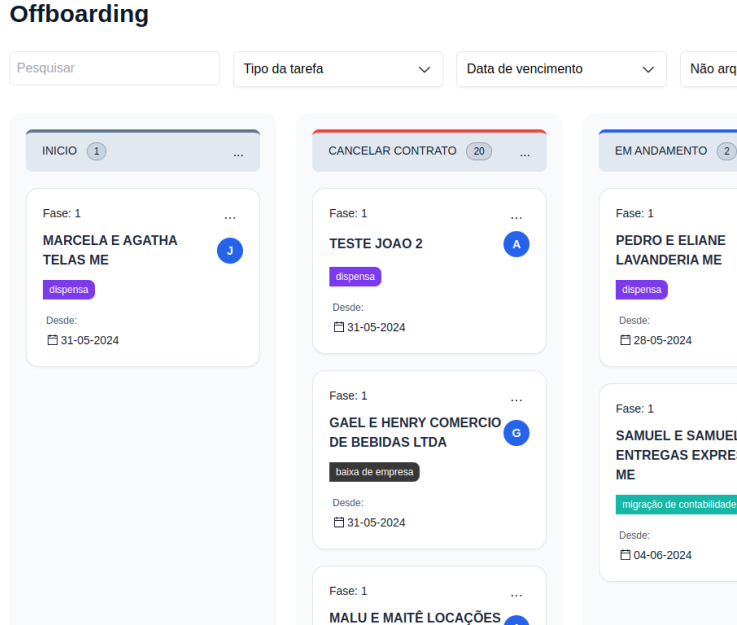 Offboarding
Pesquisar
Tipo da tarefa
Data de vencimento
Não arq
INICIO 1 ...
Fase: 1 ...
MARCELA E AGATHA
TELAS ME
J
dispensa
Desde:
31-05-2024
CANCELAR CONTRATO 20 ...
Fase: 1 ...
TESTE JOAO 2
A
dispensa
Desde:
31-05-2024
Fase: 1 ...
GAEL E HENRY COMERCIO
DE BEBIDAS LTDA
G
baixa de empresa
Desde:
31-05-2024
Fase: 1 ...
MALU E MAITÊ LOCAÇÕES
EM ANDAMENTO 2
Fase: 1
PEDRO E ELIANE
LAVANDERIA ME
dispensa
Desde:
28-05-2024
Fase: 1
SAMUEL E SAMUEL
ENTREGAS EXPRES
ME
migração de contabilidade
Desde:
04-06-2024